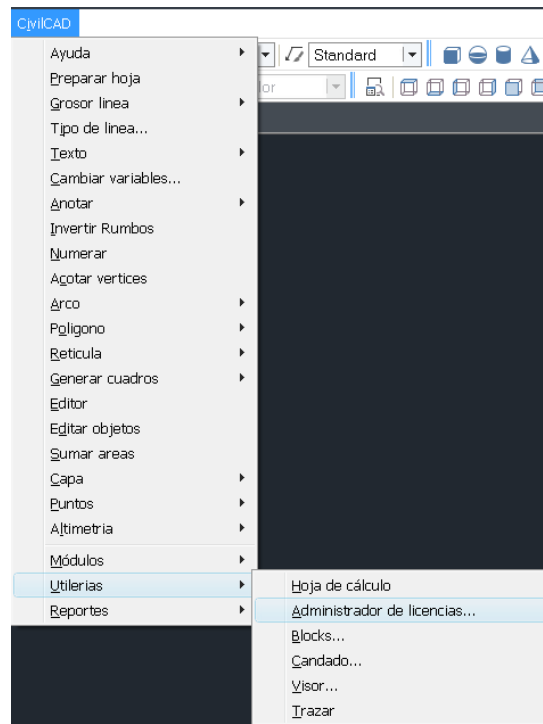 CivilCAD
Ayuda
Standard
Preparar hoja
lor
Grosor linea
Tipo de linea...
Texto
Cambiar variables...
Anotar
Invertir Rumbos
Numerar
Acotar vertices
Arco
Poligono
Reticula
Generar cuadros
Editor
Editar objetos
Sumar areas
Capa
Puntos
Altimetria
Módulos
Utilerias
Reportes
Hoja de cálculo
Administrador de licencias...
Blocks...
Candado...
Visor...
Trazar